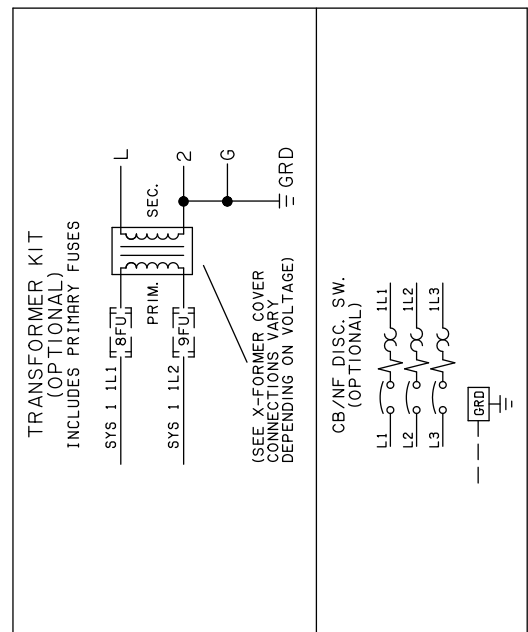 TRANSFORMER KIT
(OPTIONAL)
INCLUDES PRIMARY FUSES
SYS 1 1L1
8FU
L
PRIM.
SEC.
SYS 1 1L2
9FU
2
G
GRD
(SEE X-FORMER COVER
CONNECTIONS VARY
DEPENDING ON VOLTAGE)
CB/NF DISC. SW.
(OPTIONAL)
L1
1L1
L2
1L2
L3
1L3
GRD